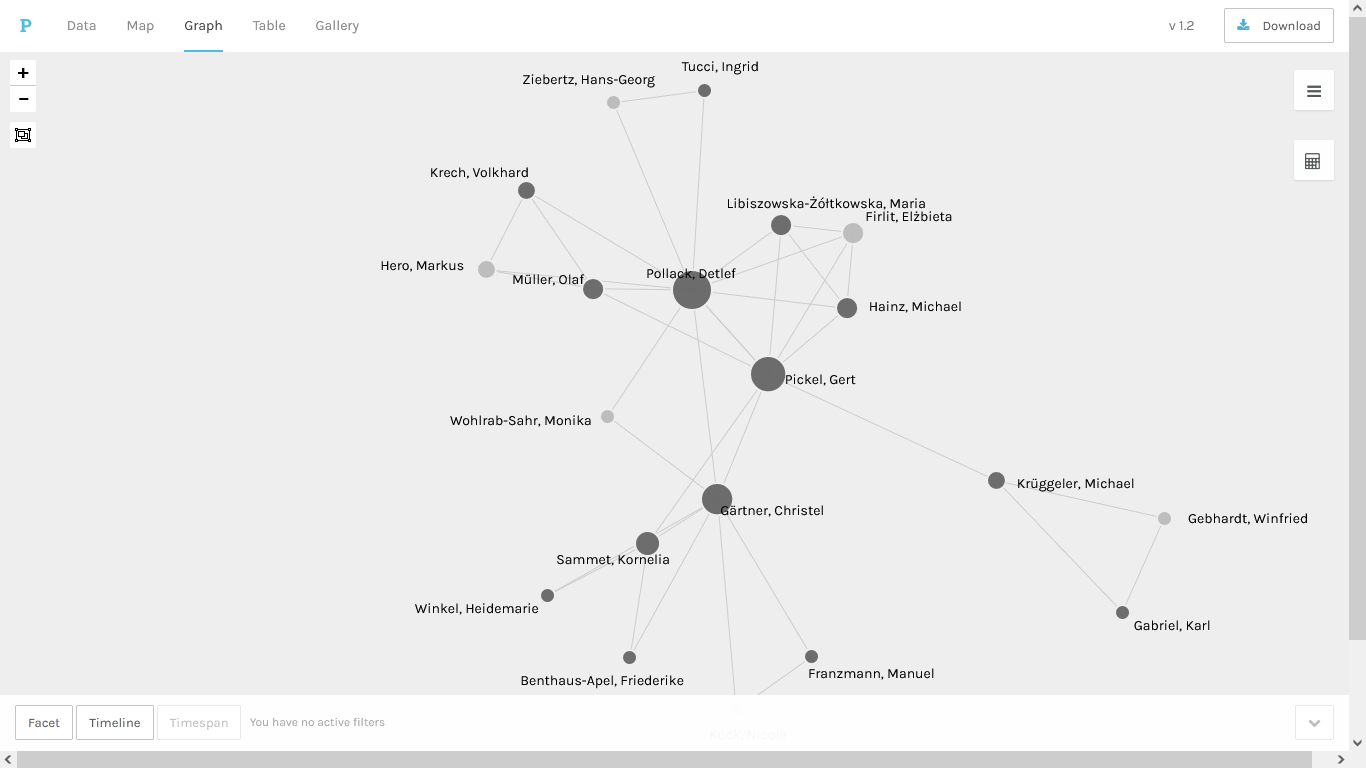 P Data Map Graph Table Gallery v 1.2 Download
Tucci, Ingrid
Ziebertz, Hans-Georg
Krech, Volkhard
Libiszowska-Żółtkowska, Maria
Firlit, Elżbieta
Hero, Markus
Pollack, Detlef
Müller, Olaf
Hainz, Michael
Pickel, Gert
Wohlrab-Sahr, Monika
Krüggeler, Michael
Gärtner, Christel
Gebhardt, Winfried
Sammet, Kornelia
Winkel, Heidemarie
Gabriel, Karl
Franzmann, Manuel
Benthaus-Apel, Friederike
Facet Timeline Timespan You have no active filters